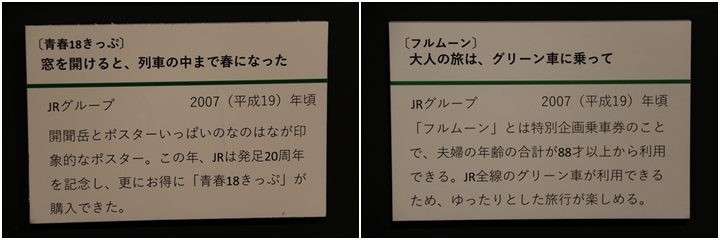 〔青春18きっぷ〕
窓を開けると、列車の中まで春になった
JRグループ 2007（平成19）年頃
開聞岳とポスターいっぱいのなのはなが印
象的なポスター。この年、JRは発足20周年
を記念し、更にお得に「青春18きっぷ」が
購入できた。
〔フルムーン〕
大人の旅は、グリーン車に乗って
JRグループ 2007（平成19）年頃
「フルムーン」とは特別企画乗車券のこと
で、夫婦の年齢の合計が88才以上から利用
できる。JR全線のグリーン車が利用できる
ため、ゆったりとした旅行が楽しめる。